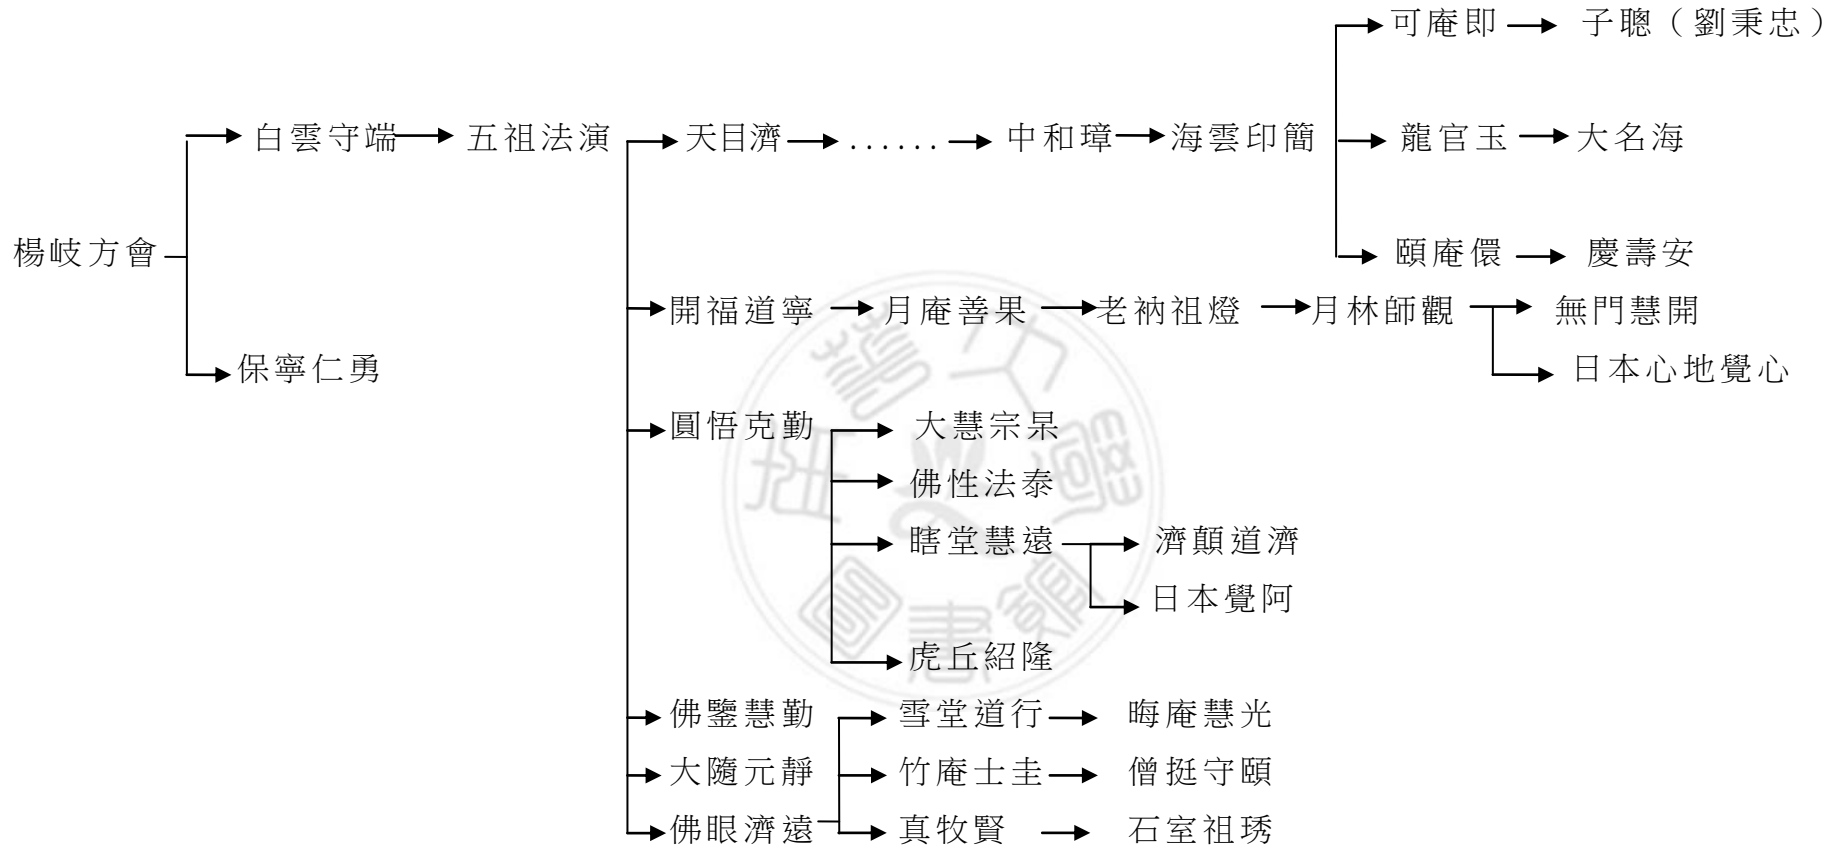 可庵即 子聰（劉秉忠）
白雲守端 五祖法演 天目濟 ...... 中和璋 海雲印簡 龍官玉 大名海
楊岐方會 頤庵儇 慶壽安
開福道寧 月庵善果 老衲祖燈 月林師觀 無門慧開
保寧仁勇 日本心地覺心
圓悟克勤 大慧宗杲
佛性法泰
瞎堂慧遠 濟顛道濟
日本覺阿
虎丘紹隆
佛鑒慧勤 雪堂道行 晦庵慧光
大隨元靜 竹庵士圭 僧挺守頤
佛眼濟遠 真牧賢 石室祖琇